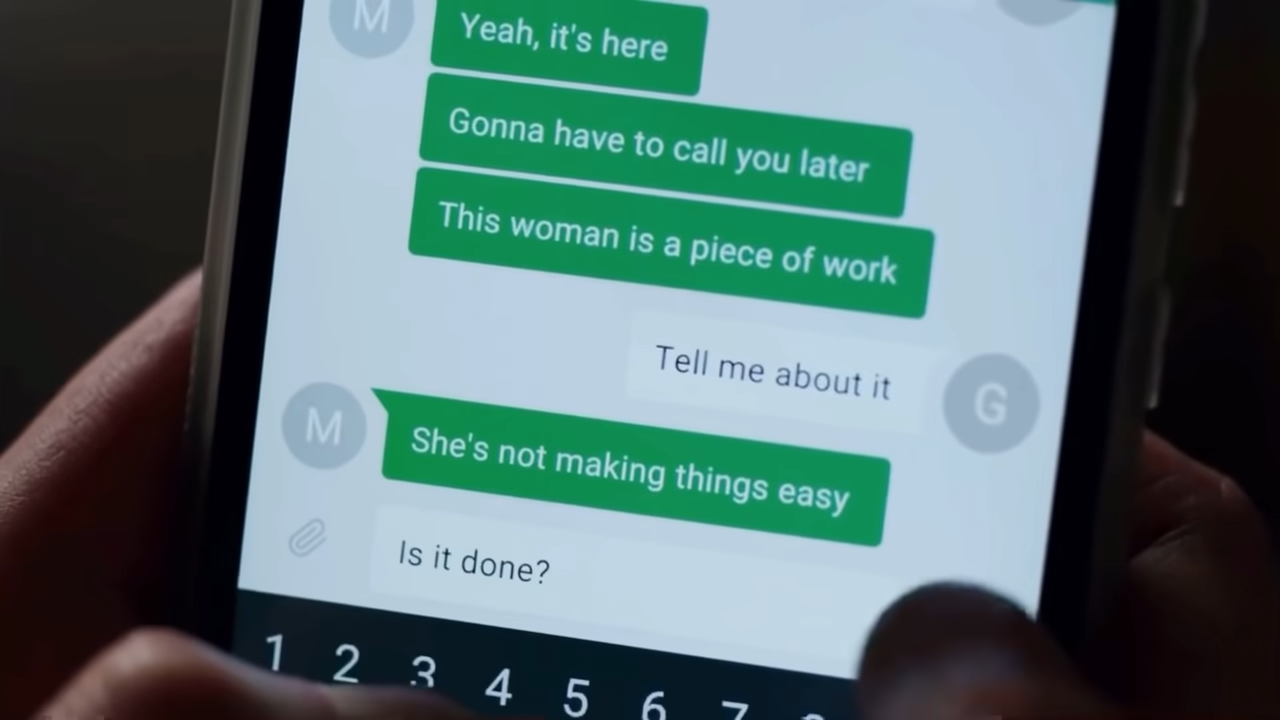 M
Yeah, it's here
Gonna have to call you later
This woman is a piece of work
Tell me about it
G
M
She's not making things easy
Is it done?
1 2 3 4 5 6 7